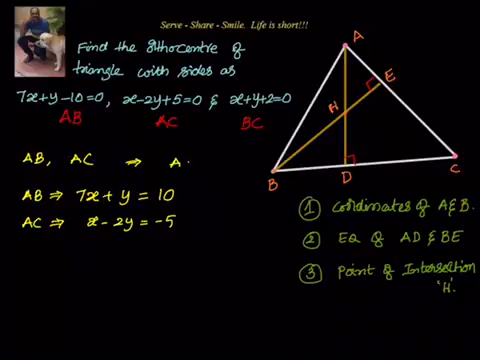 Serve - Share - Smile. Life is short!!!
Find the orthocentre of
triangle with sides as
7x+y-10=0, x-2y+5=0 & x+y+2=0
AB AC BC
AB, AC ⇒ A.
AB ⇒ 7x + y = 10
AC ⇒ x - 2y = -5
A
E
H
B
D
C
① Coordinates of A & B.
② EQ of AD & BE
③ Point of Intersection
'H'.